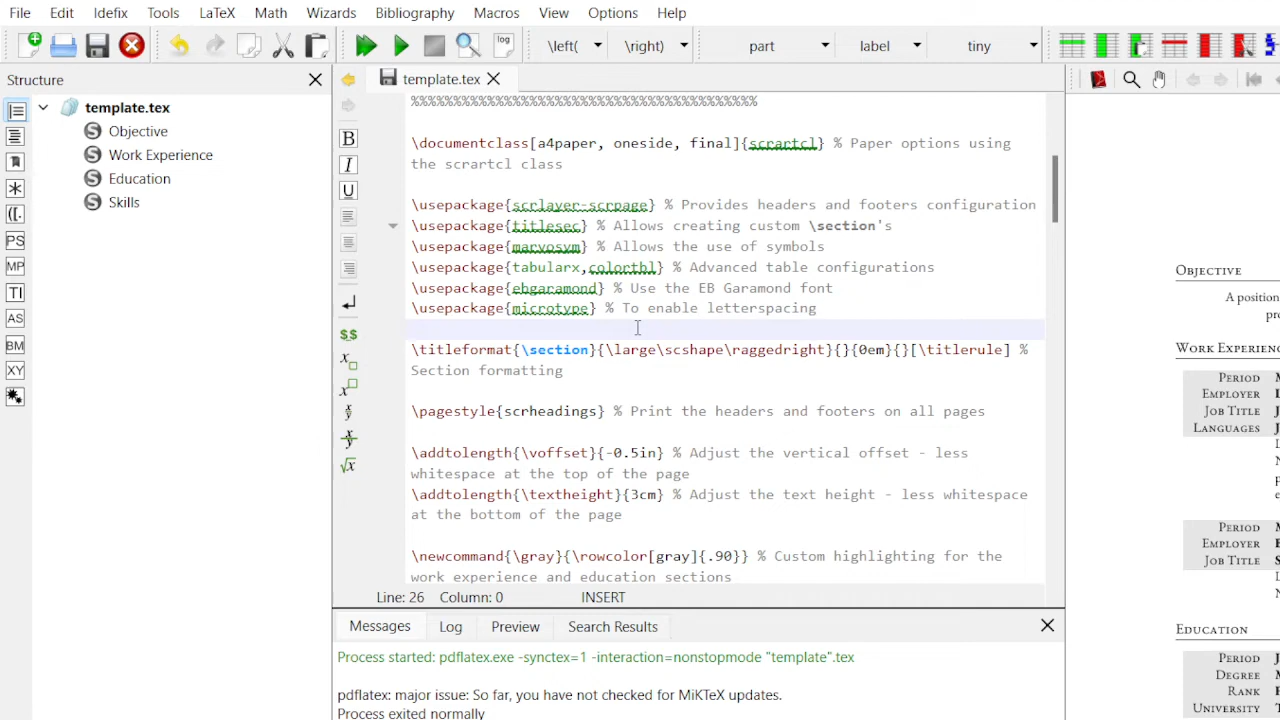 File Edit Idefix Tools LaTeX Math Wizards Bibliography Macros View Options Help
log \left( \right) part label tiny
Structure
template.tex
template.tex
Objective
Work Experience
Education
Skills
PS
MP
TI
AS
BM
XY
B
I
U
$$
%%%%%%%%%%%%%%%%%%%%%%%%%%%%%%%%%%%%%%%%%
\documentclass[a4paper, oneside, final]{scrartcl} % Paper options using
the scrartcl class
\usepackage{scrlayer-scrpage} % Provides headers and footers configuration
\usepackage{titlesec} % Allows creating custom \section's
\usepackage{marvosym} % Allows the use of symbols
\usepackage{tabularx,colortbl} % Advanced table configurations
\usepackage{ebgaramond} % Use the EB Garamond font
\usepackage{microtype} % To enable letterspacing
\titleformat{\section}{\large\scshape\raggedright}{}{0em}{}[\titlerule] %
Section formatting
\pagestyle{scrheadings} % Print the headers and footers on all pages
\addtolength{\voffset}{-0.5in} % Adjust the vertical offset - less
whitespace at the top of the page
\addtolength{\textheight}{3cm} % Adjust the text height - less whitespace
at the bottom of the page
\newcommand{\gray}{\rowcolor[gray]{.90}} % Custom highlighting for the
work experience and education sections
Line: 26 Column: 0 INSERT
Messages Log Preview Search Results
Process started: pdflatex.exe -synctex=1 -interaction=nonstopmode "template".tex
pdflatex: major issue: So far, you have not checked for MiKTeX updates.
Process exited normally
Objective
A position
Period
Employer
Job Title
Languages
Period
Employer
Job Title
Education
Period
Degree
Rank
University